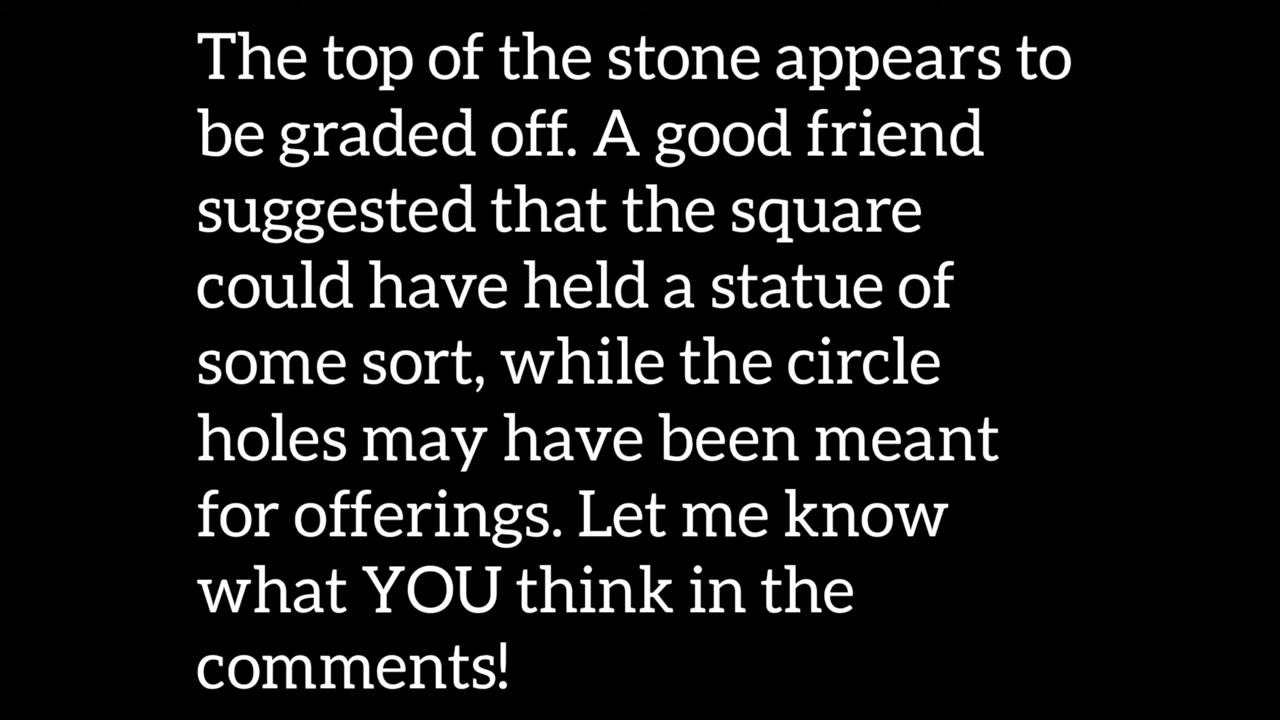 The top of the stone appears to
be graded off. A good friend
suggested that the square
could have held a statue of
some sort, while the circle
holes may have been meant
for offerings. Let me know
what YOU think in the
comments!